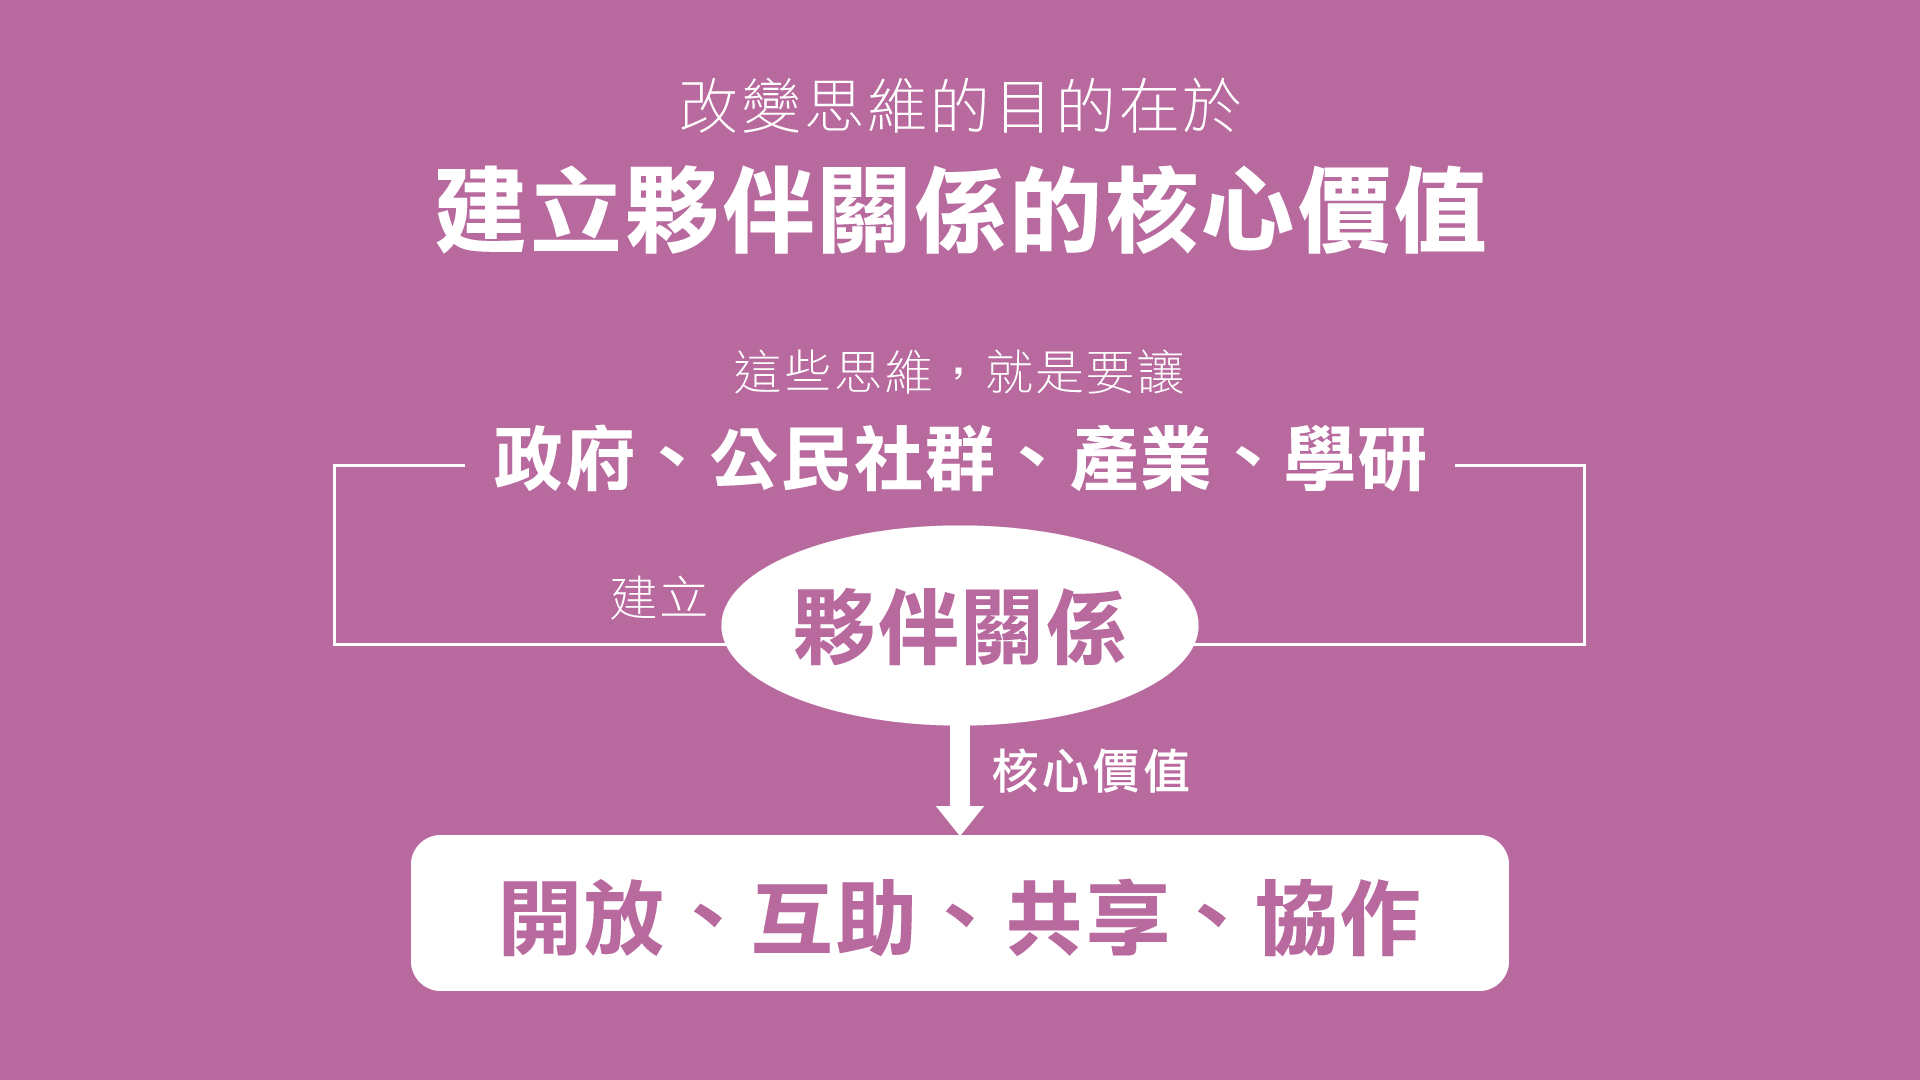 改變思維的目的在於
建立夥伴關係的核心價值
這些思維，就是要讓
政府、公民社群、產業、學研
建立
夥伴關係
核心價值
開放、互助、共享、協作